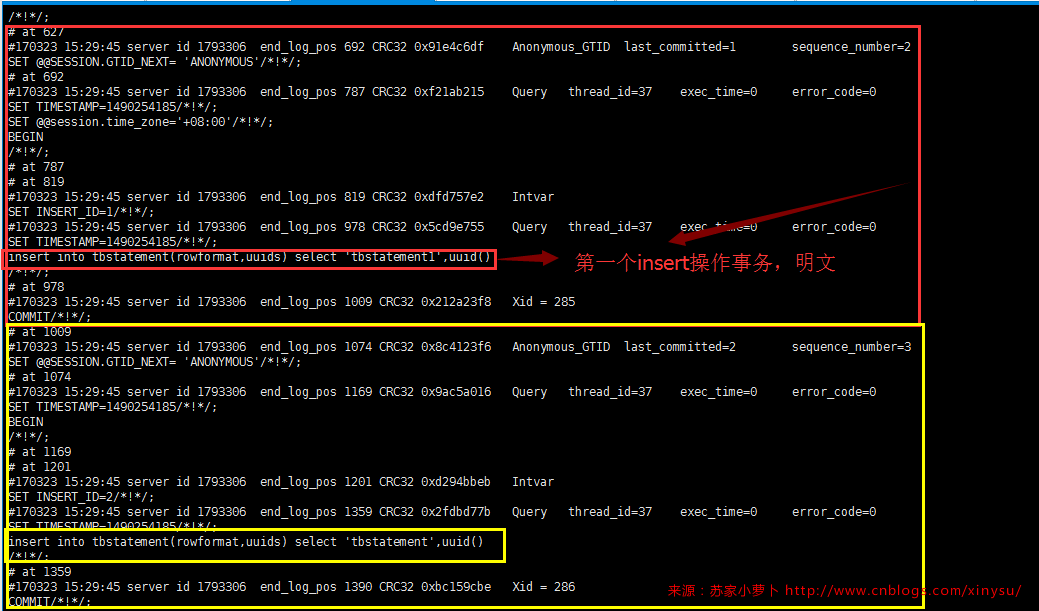 /*!*/;
# at 627
#170323 15:29:45 server id 1793306  end_log_pos 692 CRC32 0x91e4c6df    Anonymous_GTID  last_committed=1        sequence_number=2
SET @@SESSION.GTID_NEXT= 'ANONYMOUS'/*!*/;
# at 692
#170323 15:29:45 server id 1793306  end_log_pos 787 CRC32 0xf21ab215    Query   thread_id=37    exec_time=0     error_code=0
SET TIMESTAMP=1490254185/*!*/;
SET @@session.time_zone='+08:00'/*!*/;
BEGIN
/*!*/;
# at 787
# at 819
#170323 15:29:45 server id 1793306  end_log_pos 819 CRC32 0xdfd757e2    Intvar
SET INSERT_ID=1/*!*/;
#170323 15:29:45 server id 1793306  end_log_pos 978 CRC32 0x5cd9e755    Query   thread_id=37    exec_time=0     error_code=0
SET TIMESTAMP=1490254185/*!*/;
insert into tbstatement(rowformat,uuids) select 'tbstatement1',uuid()
第一个insert操作事务，明文
/*!*/;
# at 978
#170323 15:29:45 server id 1793306  end_log_pos 1009 CRC32 0x212a23f8   Xid = 285
COMMIT/*!*/;
# at 1009
#170323 15:29:45 server id 1793306  end_log_pos 1074 CRC32 0x8c4123f6   Anonymous_GTID  last_committed=2        sequence_number=3
SET @@SESSION.GTID_NEXT= 'ANONYMOUS'/*!*/;
# at 1074
#170323 15:29:45 server id 1793306  end_log_pos 1169 CRC32 0x9ac5a016   Query   thread_id=37    exec_time=0     error_code=0
SET TIMESTAMP=1490254185/*!*/;
BEGIN
/*!*/;
# at 1169
# at 1201
#170323 15:29:45 server id 1793306  end_log_pos 1201 CRC32 0xd294bbeb   Intvar
SET INSERT_ID=2/*!*/;
#170323 15:29:45 server id 1793306  end_log_pos 1359 CRC32 0x2fdbd77b   Query   thread_id=37    exec_time=0     error_code=0
SET TIMESTAMP=1490254185/*!*/;
insert into tbstatement(rowformat,uuids) select 'tbstatement',uuid()
/*!*/;
# at 1359
#170323 15:29:45 server id 1793306  end_log_pos 1390 CRC32 0xbc159cbe   Xid = 286
COMMIT/*!*/;
来源：苏家小萝卜 http://www.cnblogs.com/xinysu/